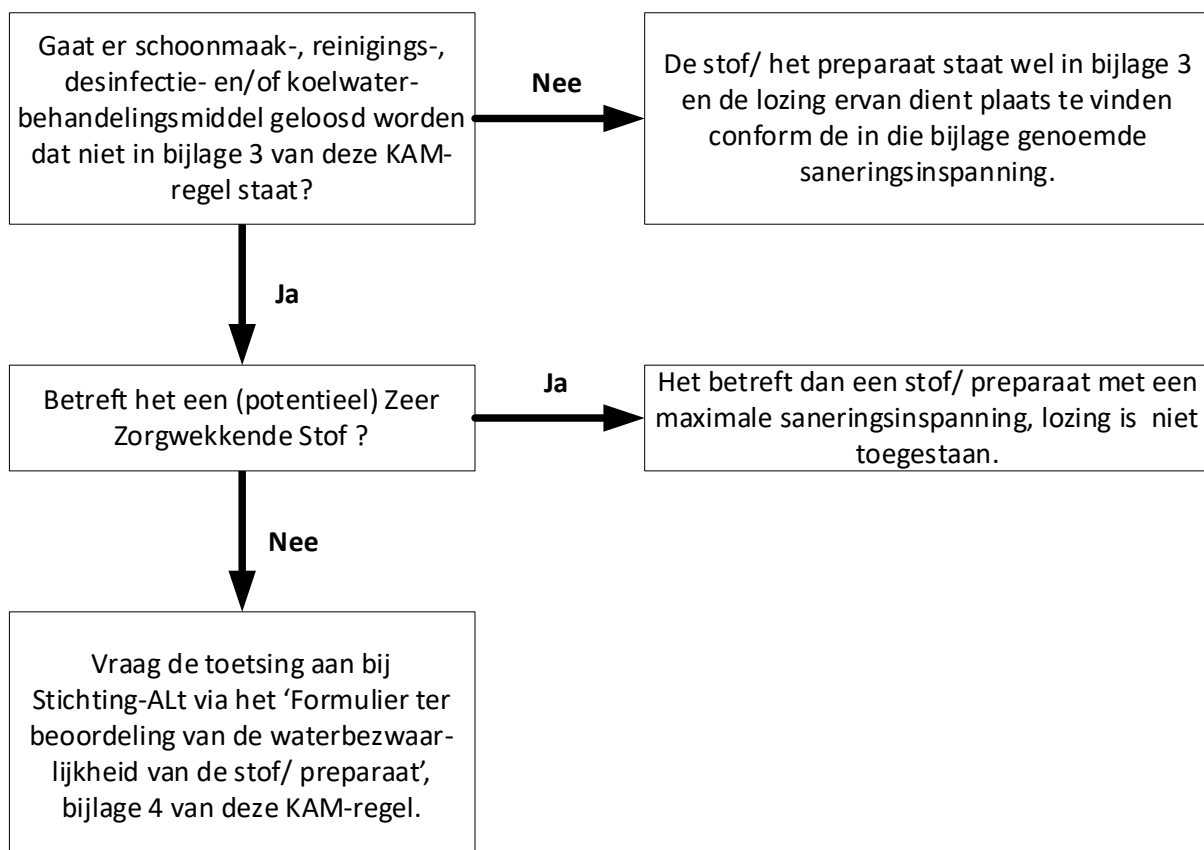 Gaat er schoonmaak-, reinigings-,
desinfectie- en/of koelwater-
behandelingsmiddel geloosd worden
dat niet in bijlage 3 van deze KAM-
regel staat?
Nee
De stof/ het preparaat staat wel in bijlage 3
en de lozing ervan dient plaats te vinden
conform de in die bijlage genoemde
saneringsinspanning.
Ja
Betreft het een (potentieel) Zeer
Zorgwekkende Stof ?
Ja
Het betreft dan een stof/ preparaat met een
maximale saneringsinspanning, lozing is niet
toegestaan.
Nee
Vraag de toetsing aan bij
Stichting-ALt via het ‘Formulier ter
beoordeling van de waterbezwaar-
lijkheid van de stof/ preparaat’,
bijlage 4 van deze KAM-regel.